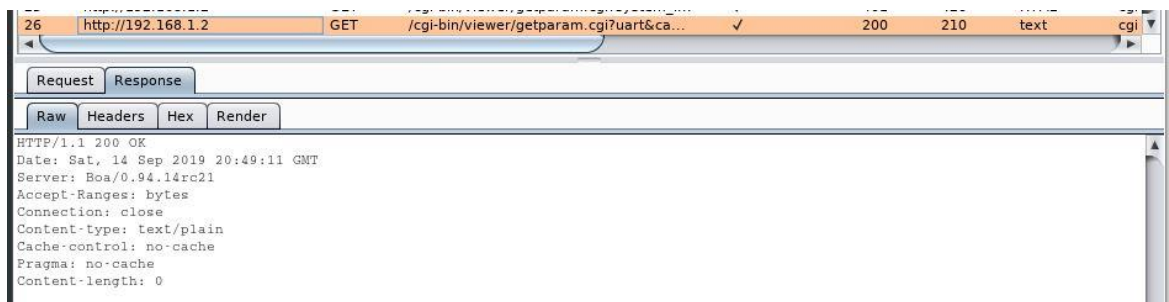 26 http://192.168.1.2 GET /cgi-bin/viewer/getparam.cgi?uart&ca... ✓ 200 210 text cgi
Request Response
Raw Headers Hex Render
HTTP/1.1 200 OK
Date: Sat, 14 Sep 2019 20:49:11 GMT
Server: Boa/0.94.14rc21
Accept-Ranges: bytes
Connection: close
Content-type: text/plain
Cache-control: no-cache
Pragma: no-cache
Content-length: 0